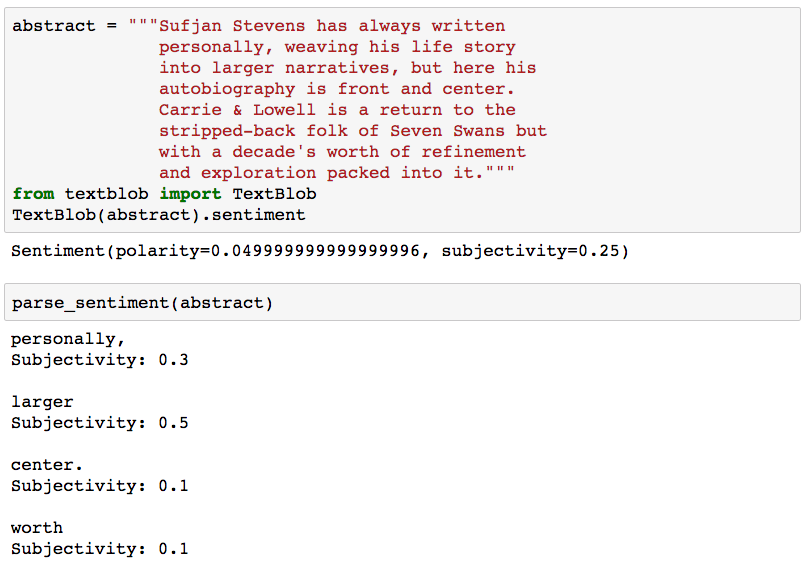 abstract = """Sufjan Stevens has always written
personally, weaving his life story
into larger narratives, but here his
autobiography is front and center.
Carrie & Lowell is a return to the
stripped-back folk of Seven Swans but
with a decade's worth of refinement
and exploration packed into it."""
from textblob import TextBlob
TextBlob(abstract).sentiment
Sentiment(polarity=0.049999999999999996, subjectivity=0.25)
parse_sentiment(abstract)
personally,
Subjectivity: 0.3
larger
Subjectivity: 0.5
center.
Subjectivity: 0.1
worth
Subjectivity: 0.1